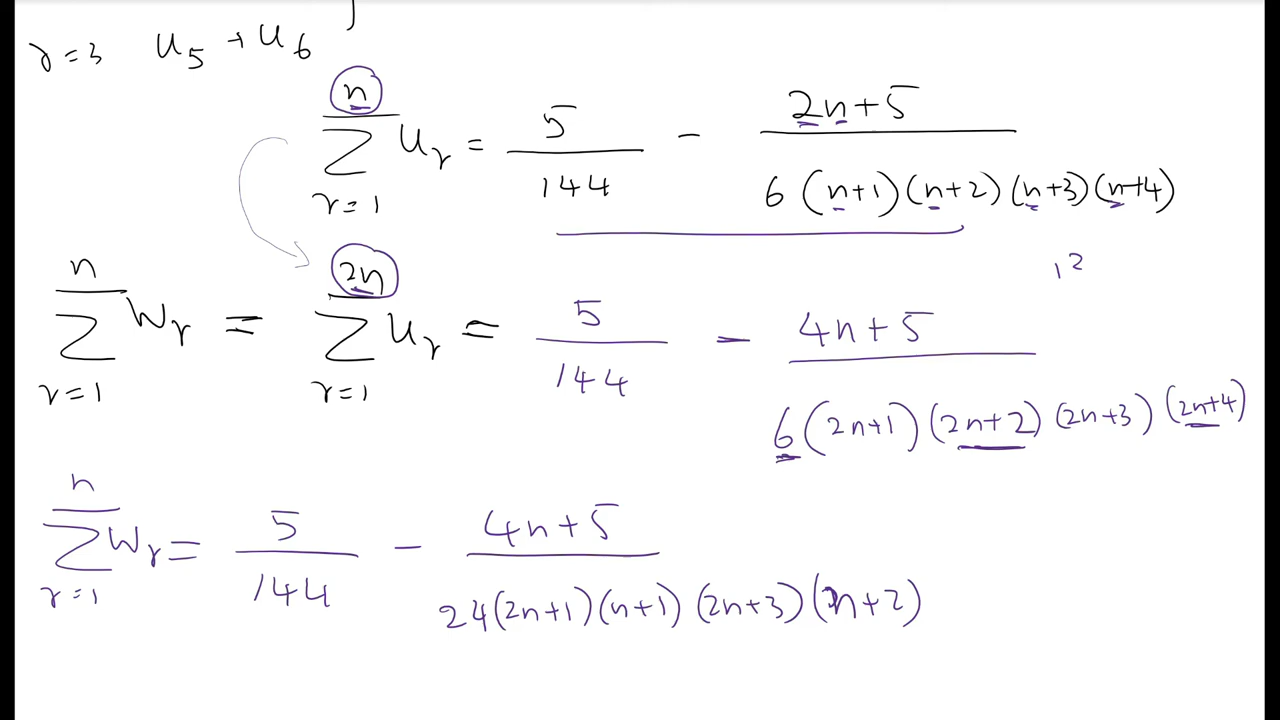 r=3 u₅ + u₆
n
∑ uᵣ = 5/144 − (2n+5)/(6(n+1)(n+2)(n+3)(n+4))
r=1
12
n 2n
∑ Wᵣ = ∑ uᵣ = 5/144 − (4n+5)/(6(2n+1)(2n+2)(2n+3)(2n+4))
r=1 r=1
n
∑ Wᵣ = 5/144 − (4n+5)/(24(2n+1)(n+1)(2n+3)(n+2))
r=1